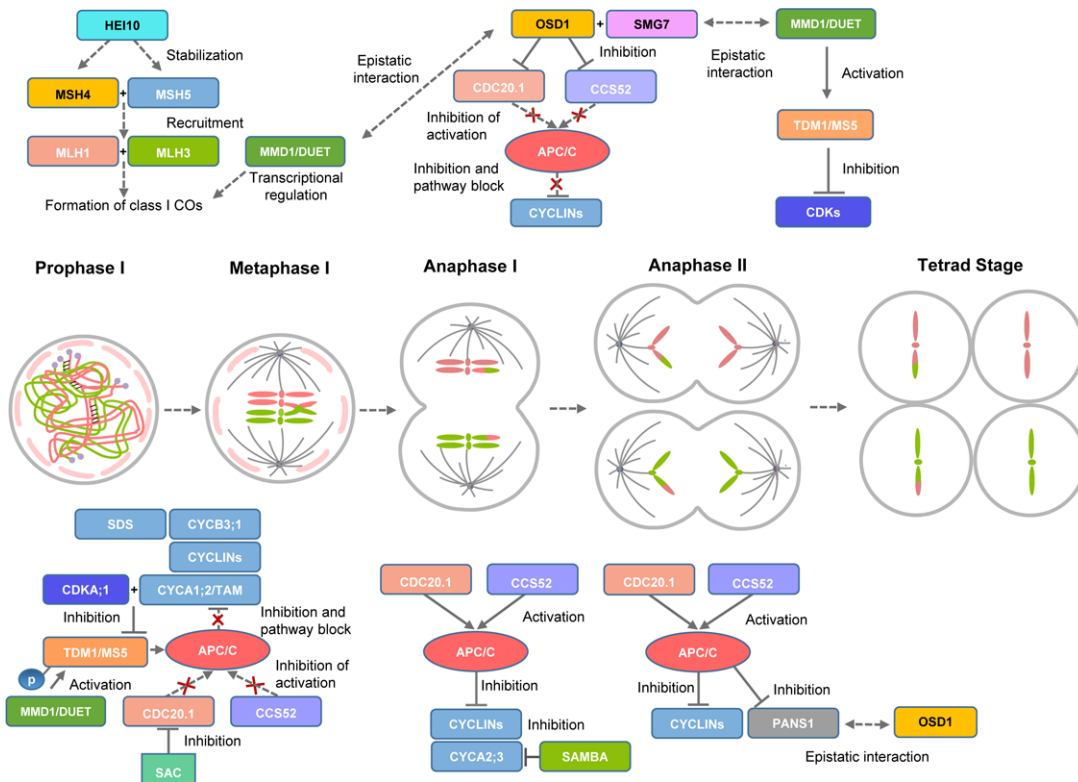 HEI10
Stabilization
MSH4 + MSH5
Recruitment
MLH1 + MLH3
Formation of class I COs
MMD1/DUET
Transcriptional
regulation
Epistatic
interaction
OSD1 + SMG7
Inhibition
CDC20.1
CCS52
Inhibition of
activation
APC/C
Inhibition and
pathway block
CYCLINs
Epistatic
interaction
MMD1/DUET
Activation
TDM1/MS5
Inhibition
CDKs
Prophase I
Metaphase I
Anaphase I
Anaphase II
Tetrad Stage
SDS
CYCB3;1
CYCLINs
CDKA;1 + CYCA1;2/TAM
Inhibition
Inhibition and
pathway block
TDM1/MS5
APC/C
p
Activation
Inhibition of
activation
MMD1/DUET
CDC20.1
CCS52
Inhibition
SAC
CDC20.1
CCS52
Activation
APC/C
Inhibition
CYCLINs
Inhibition
CYCA2;3
SAMBA
CDC20.1
CCS52
Activation
APC/C
Inhibition
Inhibition
CYCLINs
PANS1
OSD1
Epistatic interaction